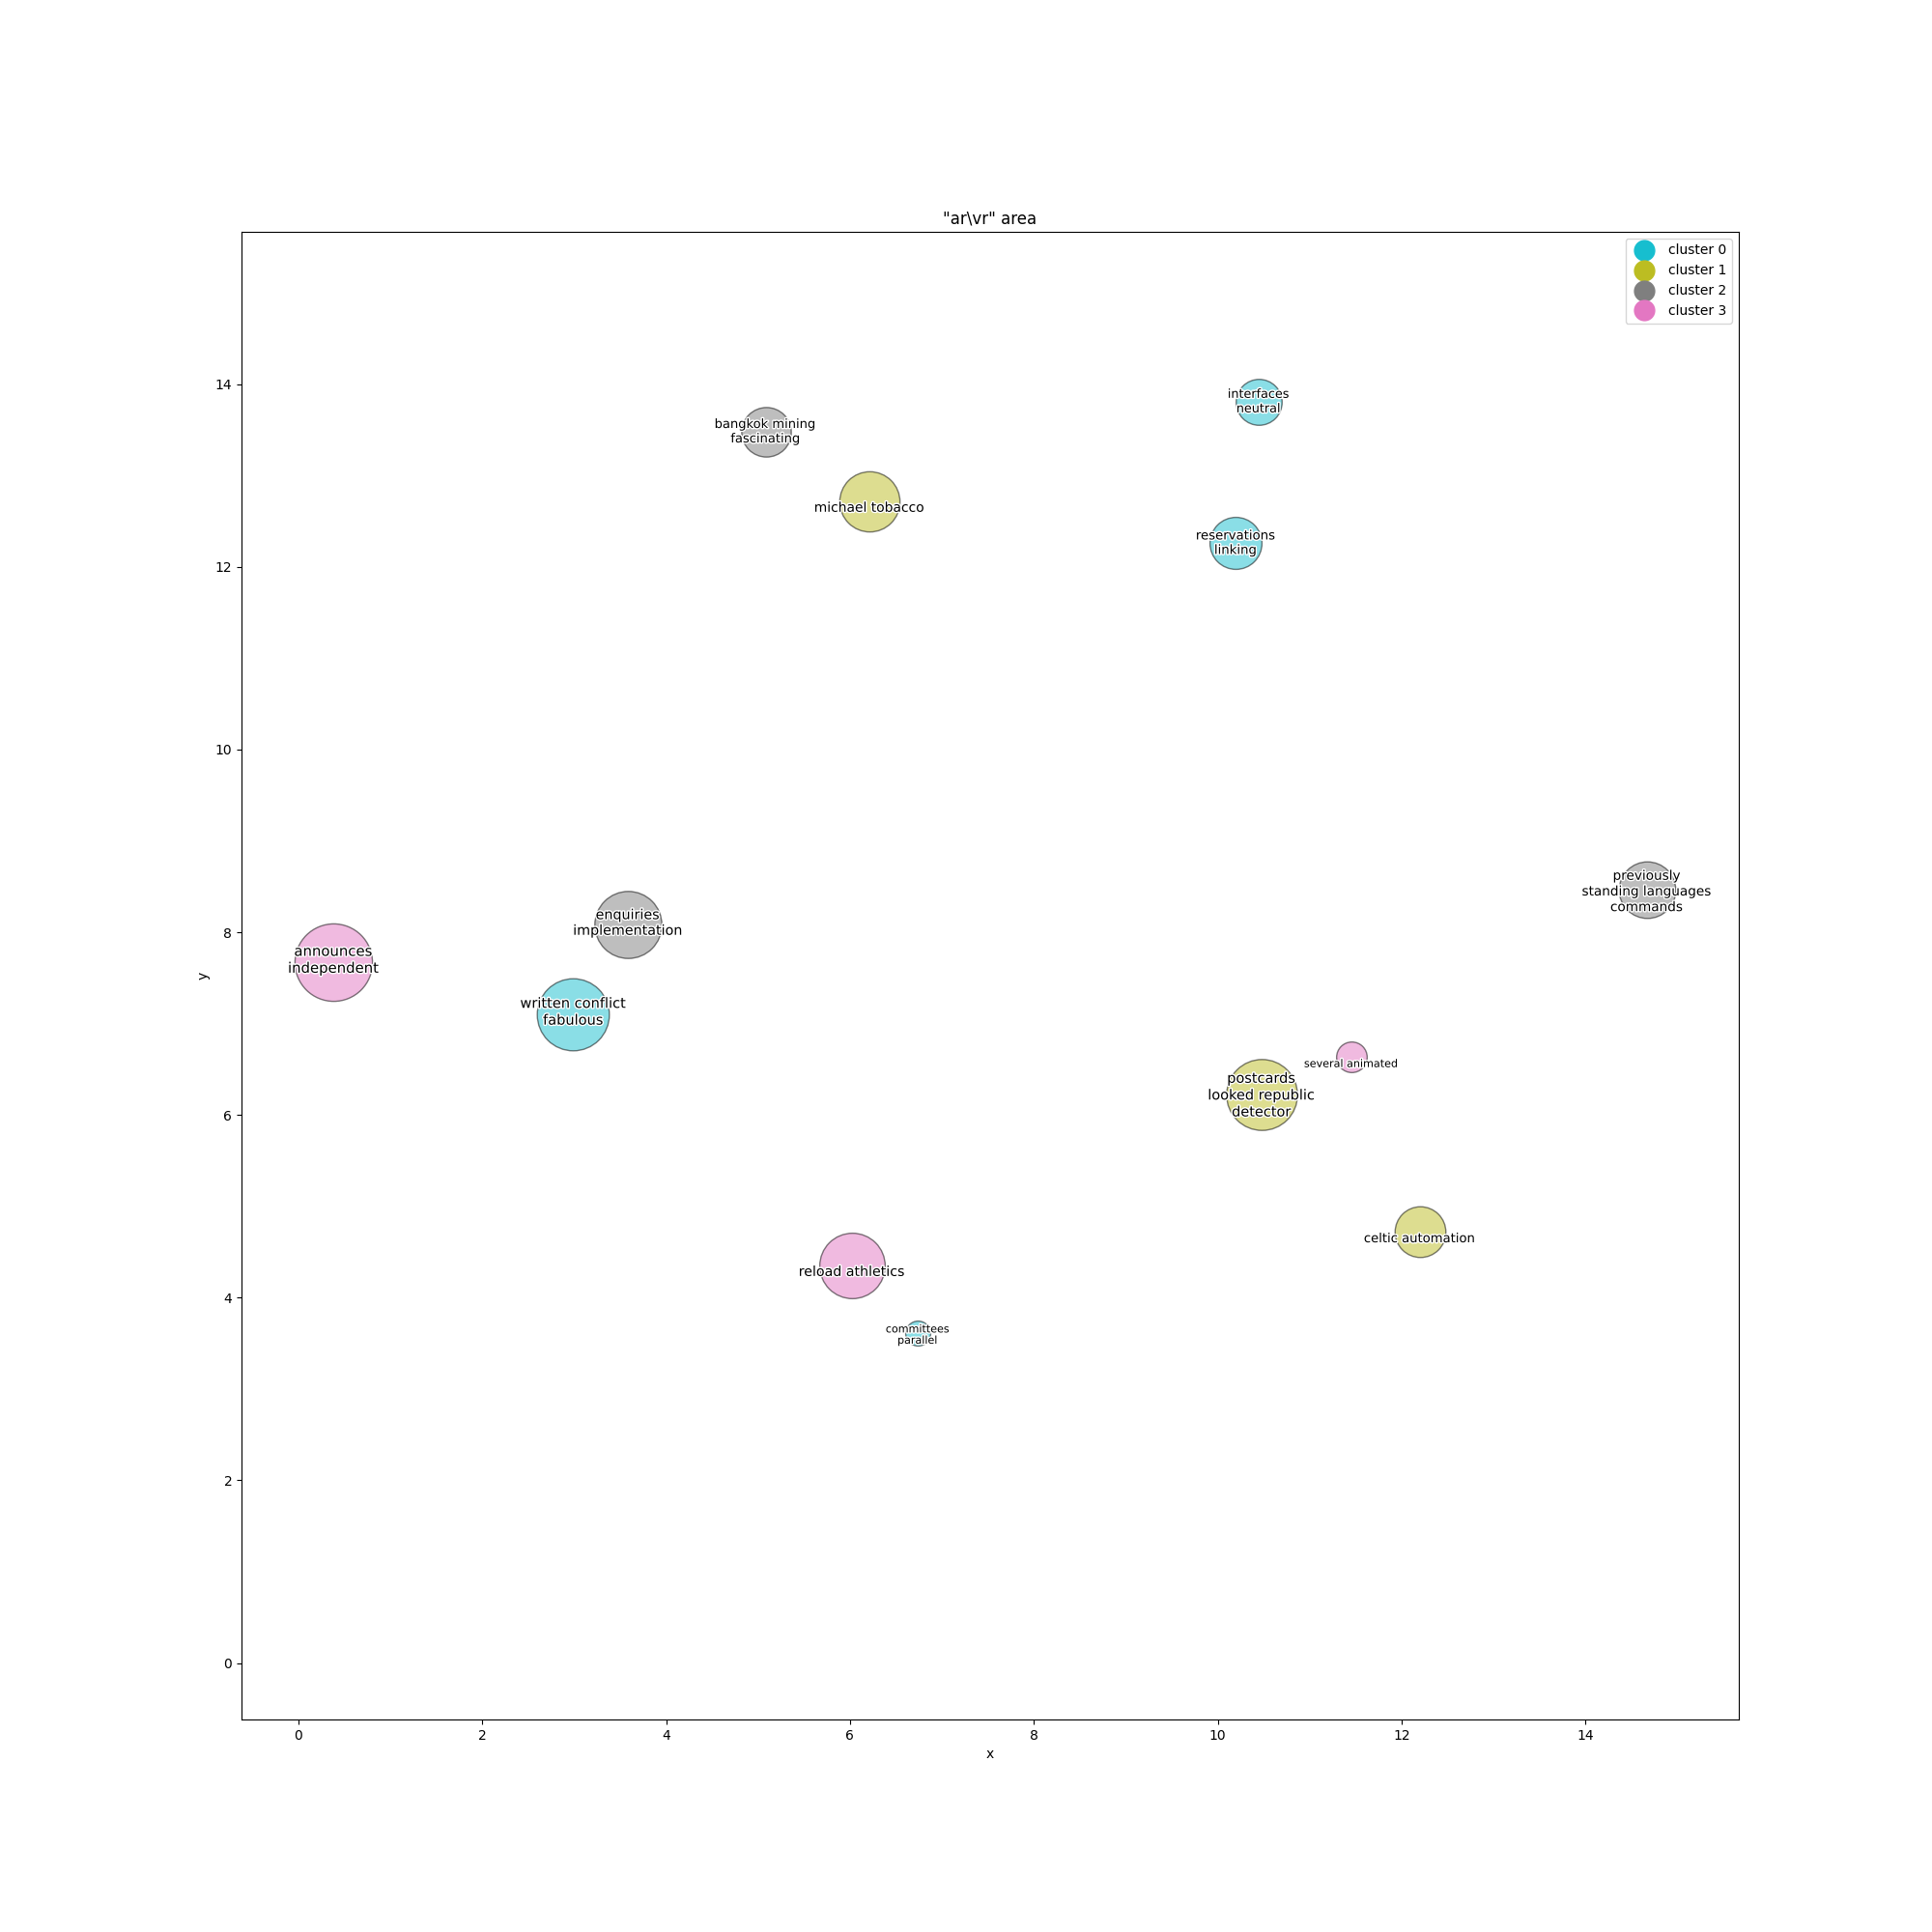 "ar\vr" area
cluster 0
cluster 1
cluster 2
cluster 3
interfaces
neutral
bangkok mining
fascinating
michael tobacco
reservations
linking
previously
standing languages
commands
enquiries
implementation
announces
independent
written conflict
fabulous
several animated
postcards
looked republic
detector
celtic automation
reload athletics
committees
parallel
y
14
12
10
8
6
4
2
0
0 2 4 6 8 10 12 14
x